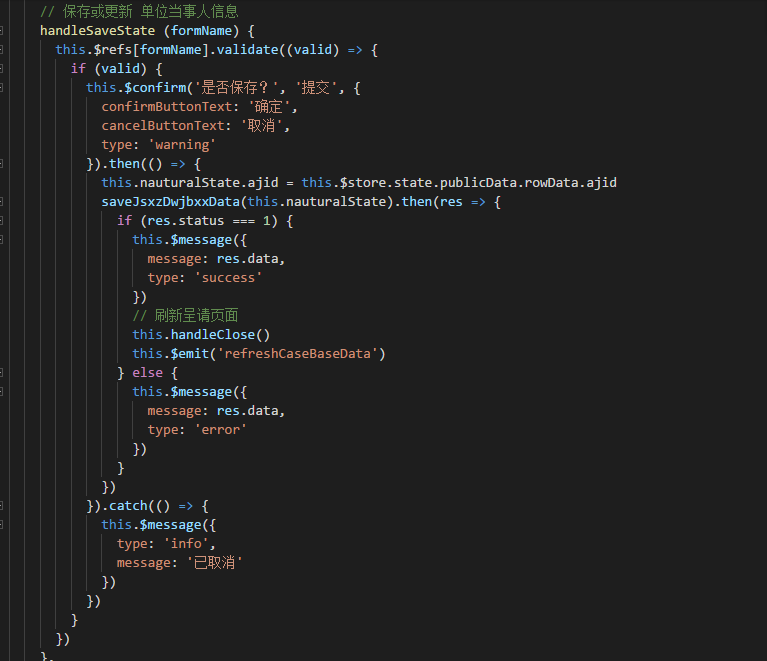 // 保存或更新 单位当事人信息
handleSaveState (formName) {
  this.$refs[formName].validate((valid) => {
    if (valid) {
      this.$confirm('是否保存？', '提交', {
        confirmButtonText: '确定',
        cancelButtonText: '取消',
        type: 'warning'
      }).then(() => {
        this.nauturalState.ajid = this.$store.state.publicData.rowData.ajid
        saveJsxzDwjbxxData(this.nauturalState).then(res => {
          if (res.status === 1) {
            this.$message({
              message: res.data,
              type: 'success'
            })
            // 刷新呈请页面
            this.handleClose()
            this.$emit('refreshCaseBaseData')
          } else {
            this.$message({
              message: res.data,
              type: 'error'
            })
          }
        })
      }).catch(() => {
        this.$message({
          type: 'info',
          message: '已取消'
        })
      })
    }
  })
},